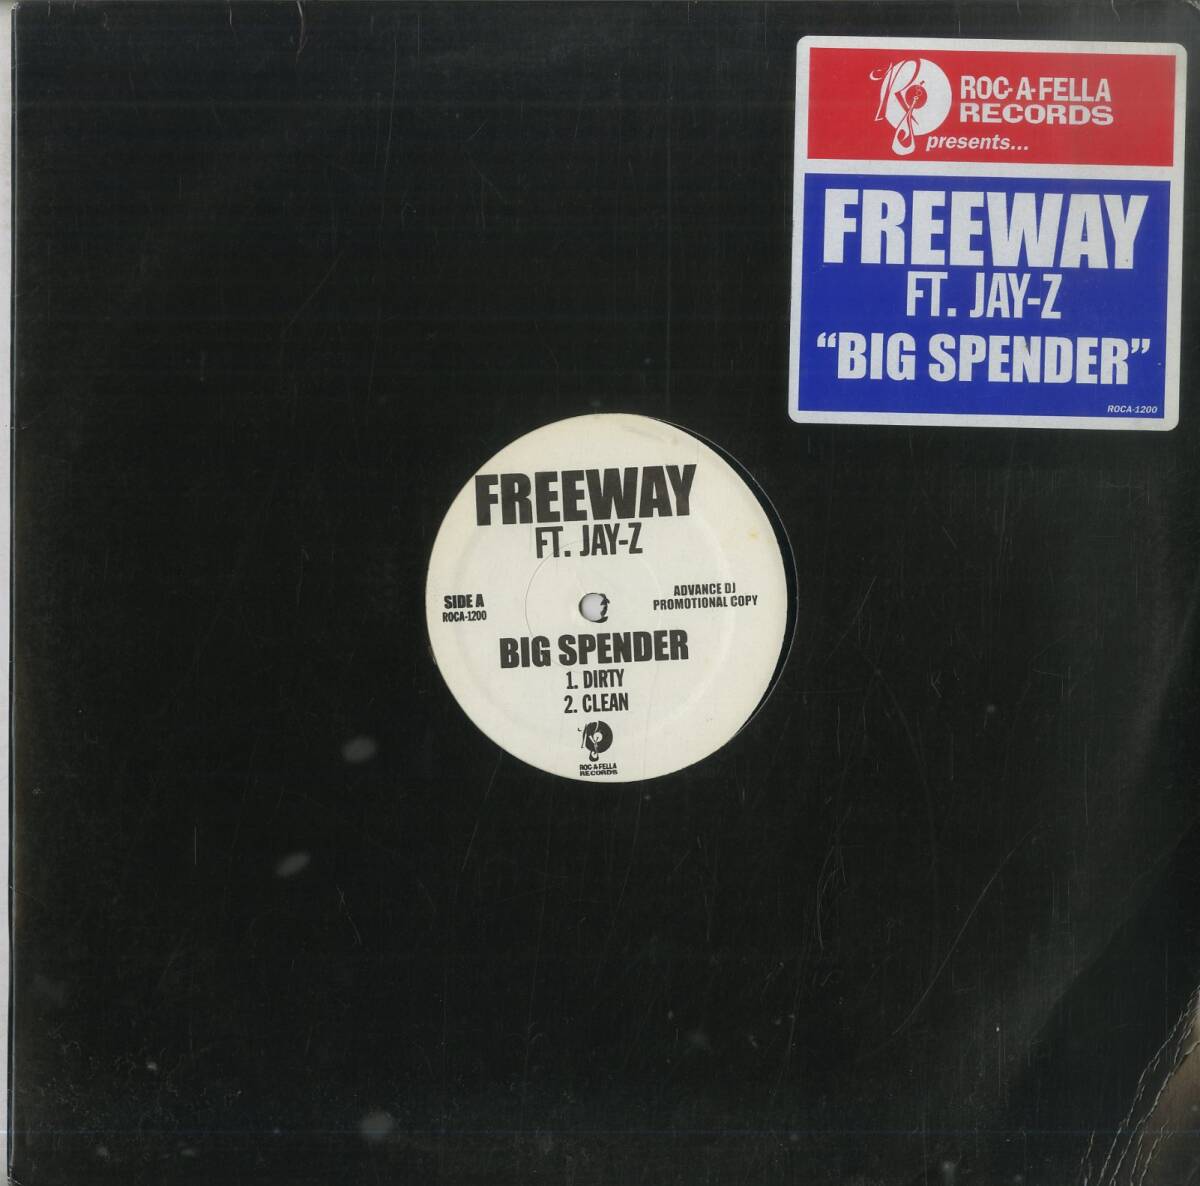 ROC-A-FELLA
RECORDS
presents...
FREEWAY
FT. JAY-Z
“BIG SPENDER”
ROCA-1200
FREEWAY
FT. JAY-Z
SIDE A
ROCA-1200
ADVANCE DJ
PROMOTIONAL COPY
BIG SPENDER
1. DIRTY
2. CLEAN
ROC-A-FELLA
RECORDS